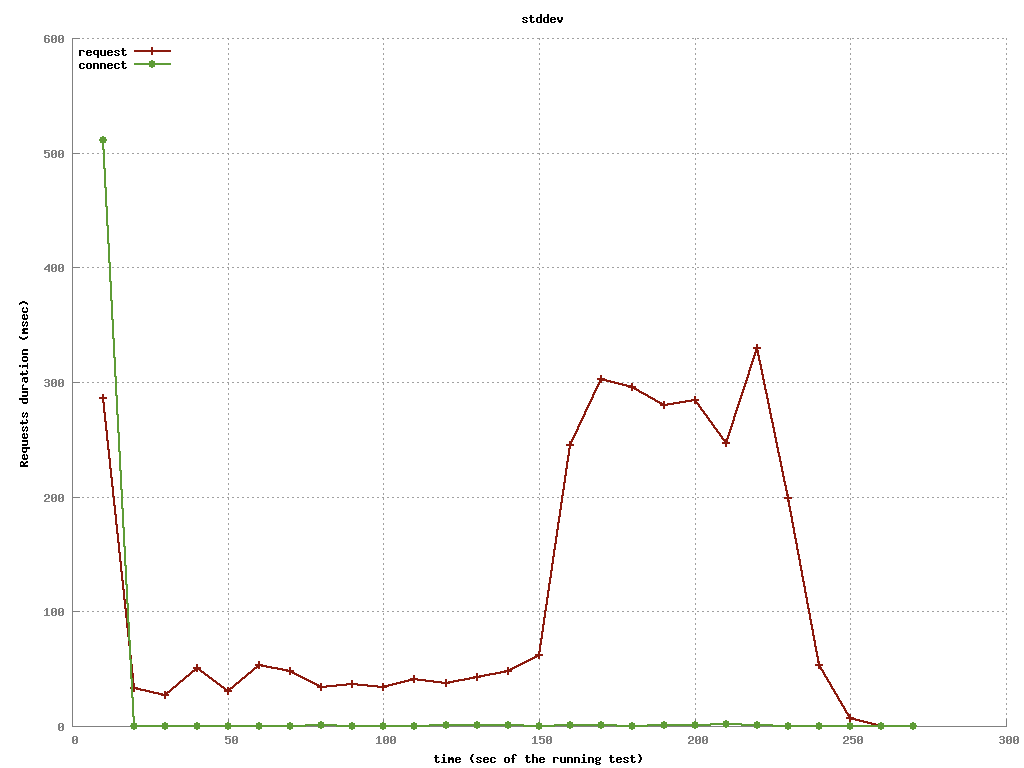 stddev
600
request
connect
500
400
300
200
100
0
0 50 100 150 200 250 300
Requests duration (msec)
time (sec of the running test)